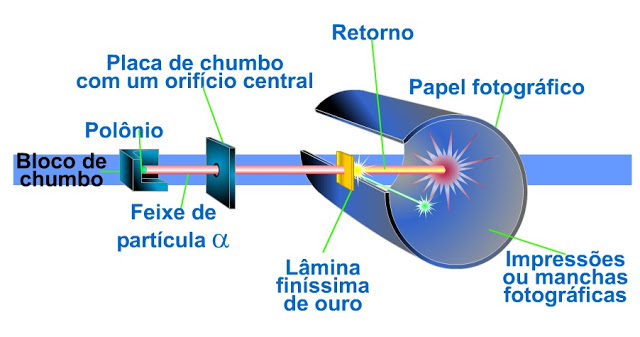 Retorno
Placa de chumbo
com um orifício central
Papel fotográfico
Polônio
Bloco de
chumbo
Feixe de
partícula α
Lâmina
finíssima
de ouro
Impressões
ou manchas
fotográficas